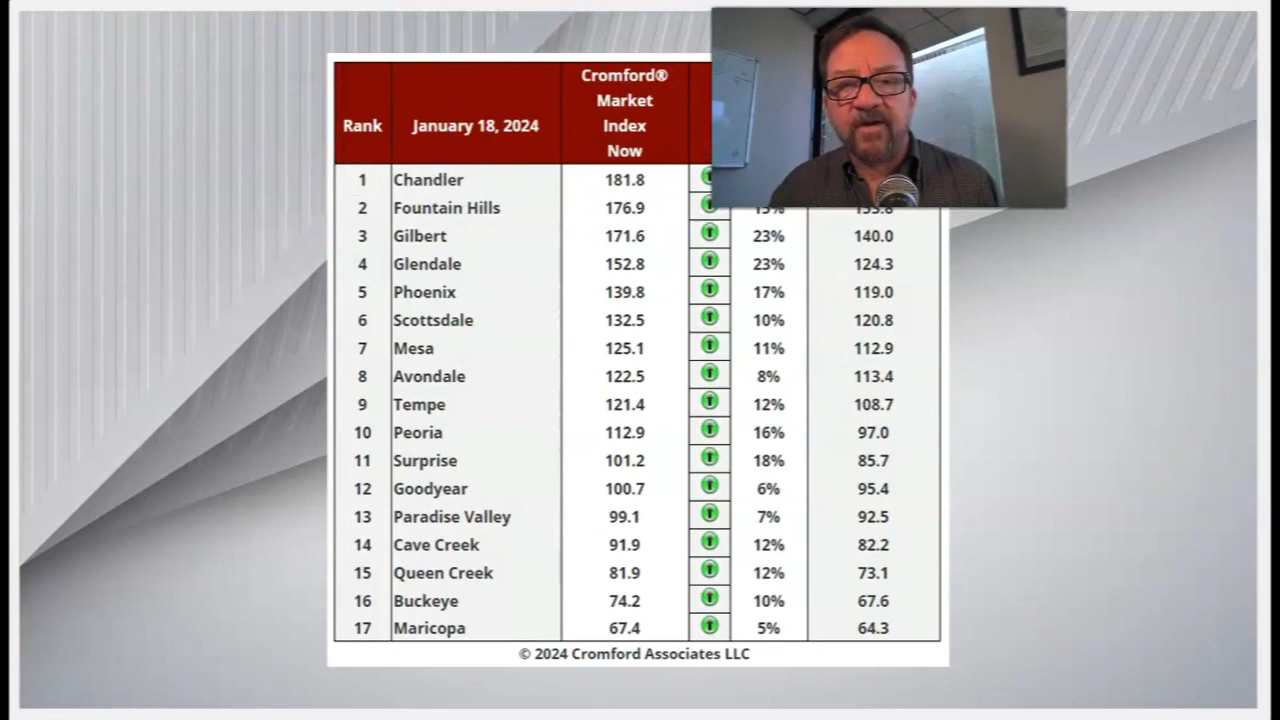 Rank January 18, 2024 Cromford® Market Index Now
1 Chandler 181.8
2 Fountain Hills 176.9
3 Gilbert 171.6 23% 140.0
4 Glendale 152.8 23% 124.3
5 Phoenix 139.8 17% 119.0
6 Scottsdale 132.5 10% 120.8
7 Mesa 125.1 11% 112.9
8 Avondale 122.5 8% 113.4
9 Tempe 121.4 12% 108.7
10 Peoria 112.9 16% 97.0
11 Surprise 101.2 18% 85.7
12 Goodyear 100.7 6% 95.4
13 Paradise Valley 99.1 7% 92.5
14 Cave Creek 91.9 12% 82.2
15 Queen Creek 81.9 12% 73.1
16 Buckeye 74.2 10% 67.6
17 Maricopa 67.4 5% 64.3
© 2024 Cromford Associates LLC